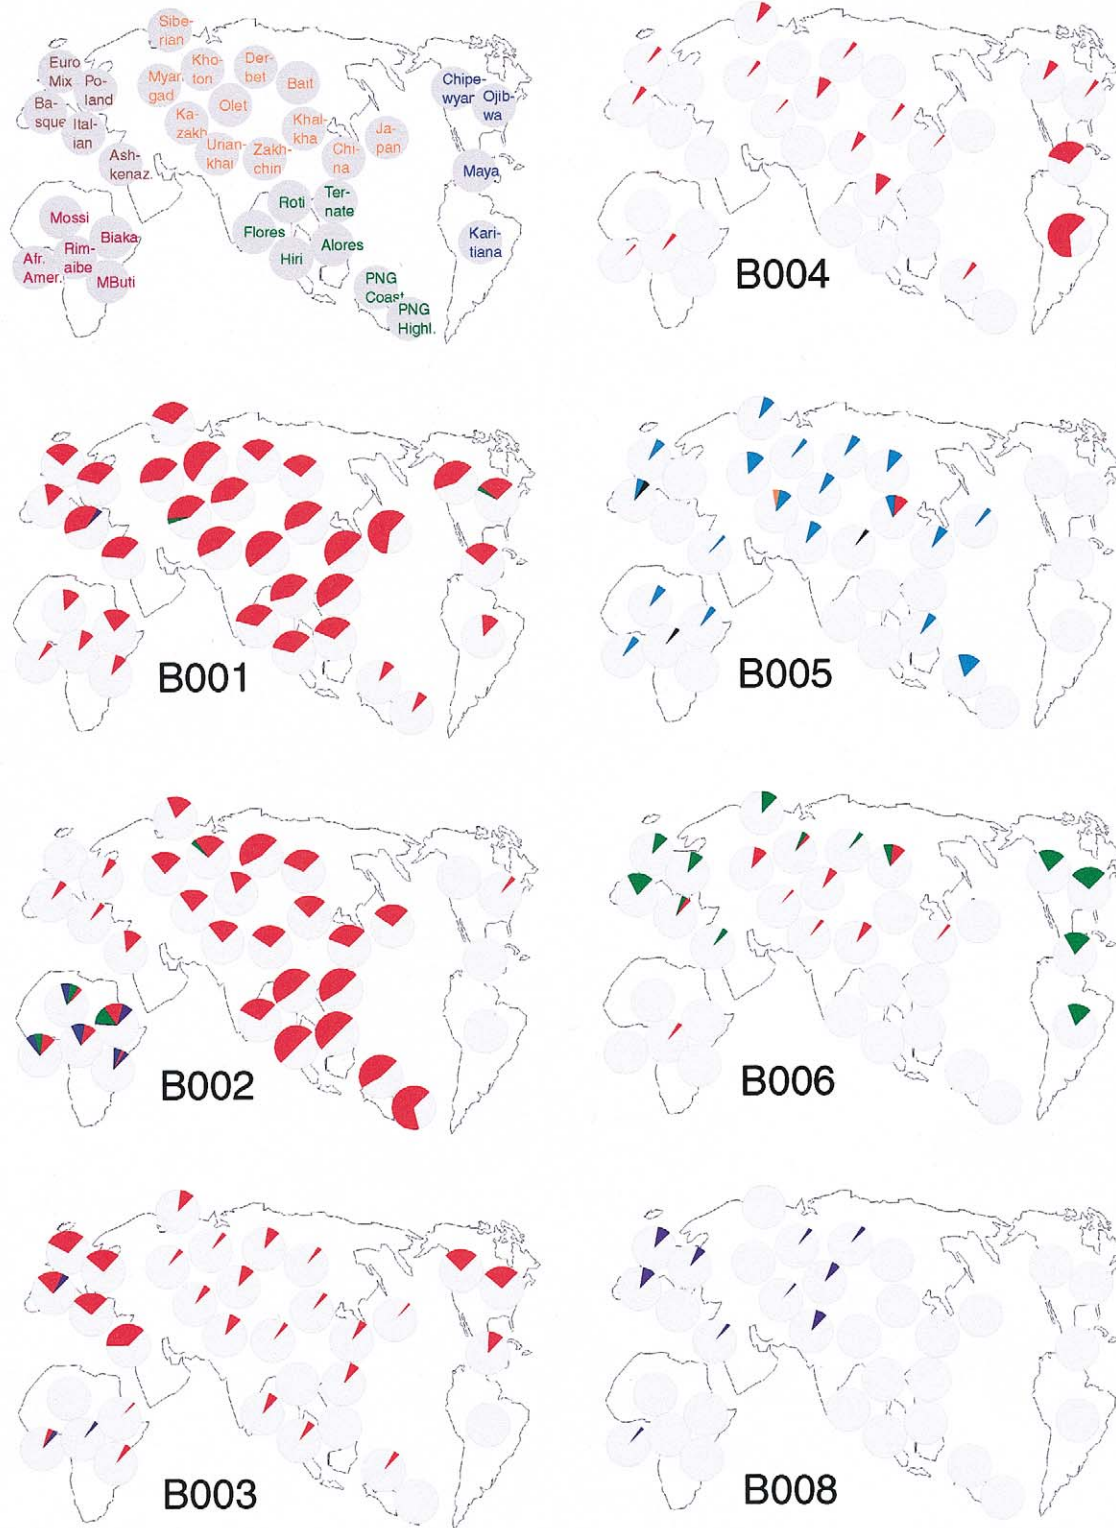 Sibe-
rian
Euro
Mix
Po-
land
Kho-
ton
Der-
bet
Myan
gad
Bait
Chipe-
wyan
Ojib-
wa
Ba-
sque
Ital-
ian
Olet
Ka-
zakh
Khal-
kha
Ja-
pan
Urian-
khai
Zakh-
chin
Chi-
na
Ash-
kenaz.
Maya
Roti
Ter-
nate
Mossi
Flores
Alores
Biaka
Kari-
tiana
Rim-
aibe
Afr.
Amer.
Hiri
MButi
PNG
Coast
PNG
Highl.
B004
B001
B005
B002
B006
B003
B008